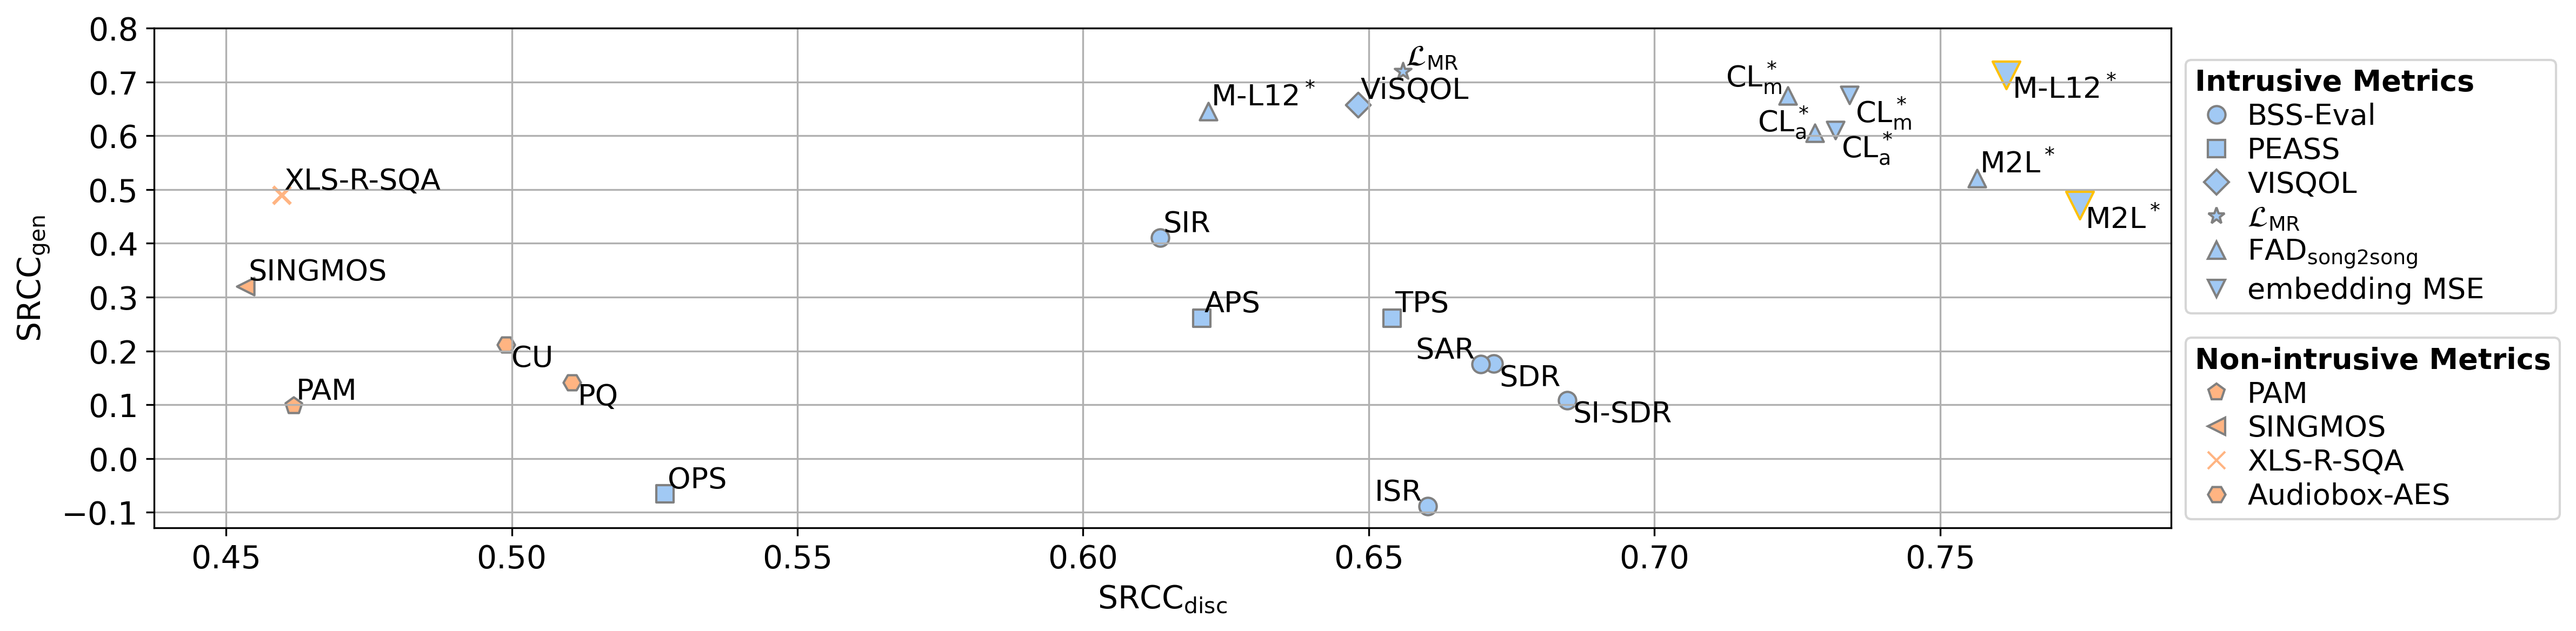 0.8
0.7
0.6
0.5
0.4
0.3
0.2
0.1
0.0
−0.1
SRCCgen
0.45
0.50
0.55
0.60
0.65
0.70
0.75
SRCCdisc
ℒMR
ViSQOL
M-L12*
CL*m
CL*a
CL*m
CL*a
M-L12*
M2L*
M2L*
XLS-R-SQA
SIR
SINGMOS
APS
TPS
CU
SAR
SDR
PAM
PQ
SI-SDR
OPS
ISR
Intrusive Metrics
BSS-Eval
PEASS
VISQOL
ℒMR
FADsong2song
embedding MSE
Non-intrusive Metrics
PAM
SINGMOS
XLS-R-SQA
Audiobox-AES